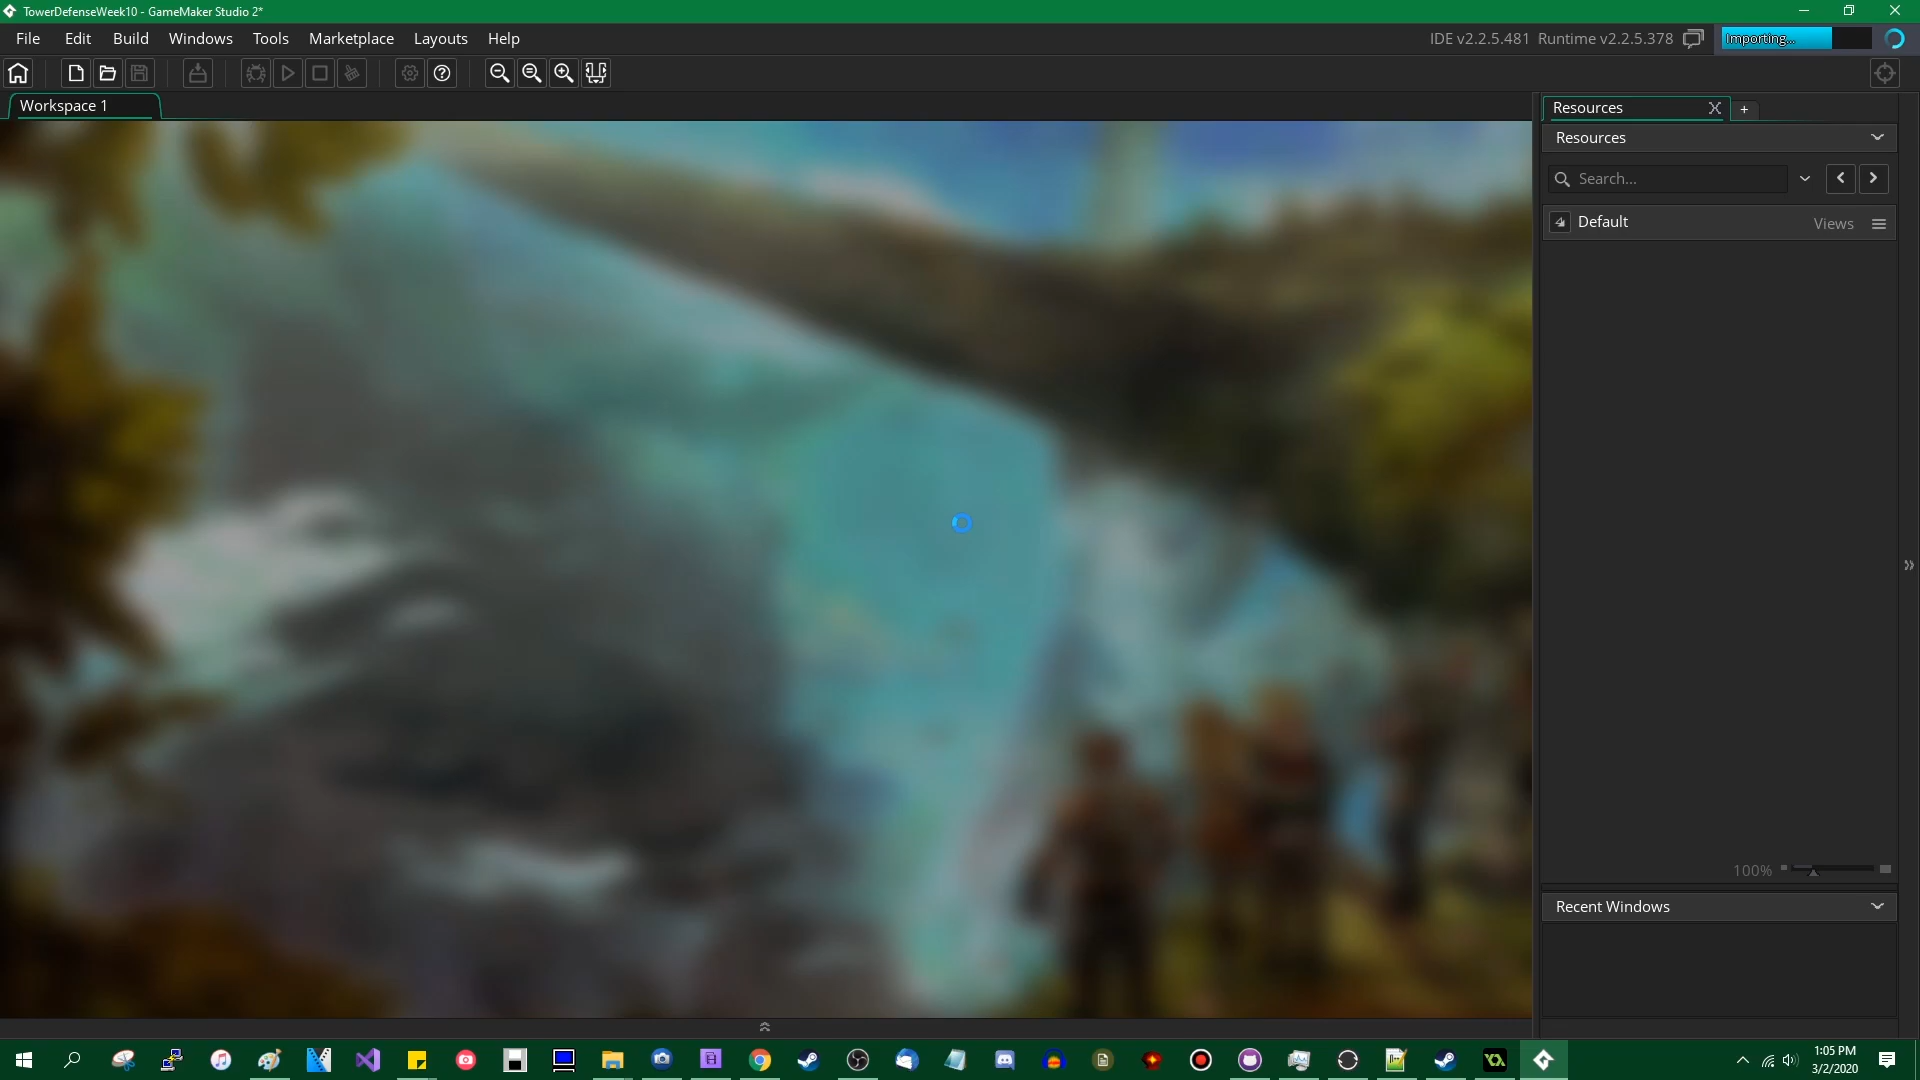 TowerDefenseWeek10 - GameMaker Studio 2*
File Edit Build Windows Tools Marketplace Layouts Help
IDE v2.2.5.481 Runtime v2.2.5.378
Importing...
Workspace 1
Resources
Resources
Search...
Default
Views
100%
Recent Windows
1:05 PM
3/2/2020